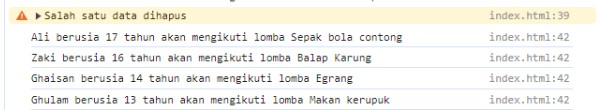 Salah satu data dihapus index.html:39
Ali berusia 17 tahun akan mengikuti lomba Sepak bola contong index.html:42
Zaki berusia 16 tahun akan mengikuti lomba Balap Karung index.html:42
Ghaisan berusia 14 tahun akan mengikuti lomba Egrang index.html:42
Ghulam berusia 13 tahun akan mengikuti lomba Makan kerupuk index.html:42